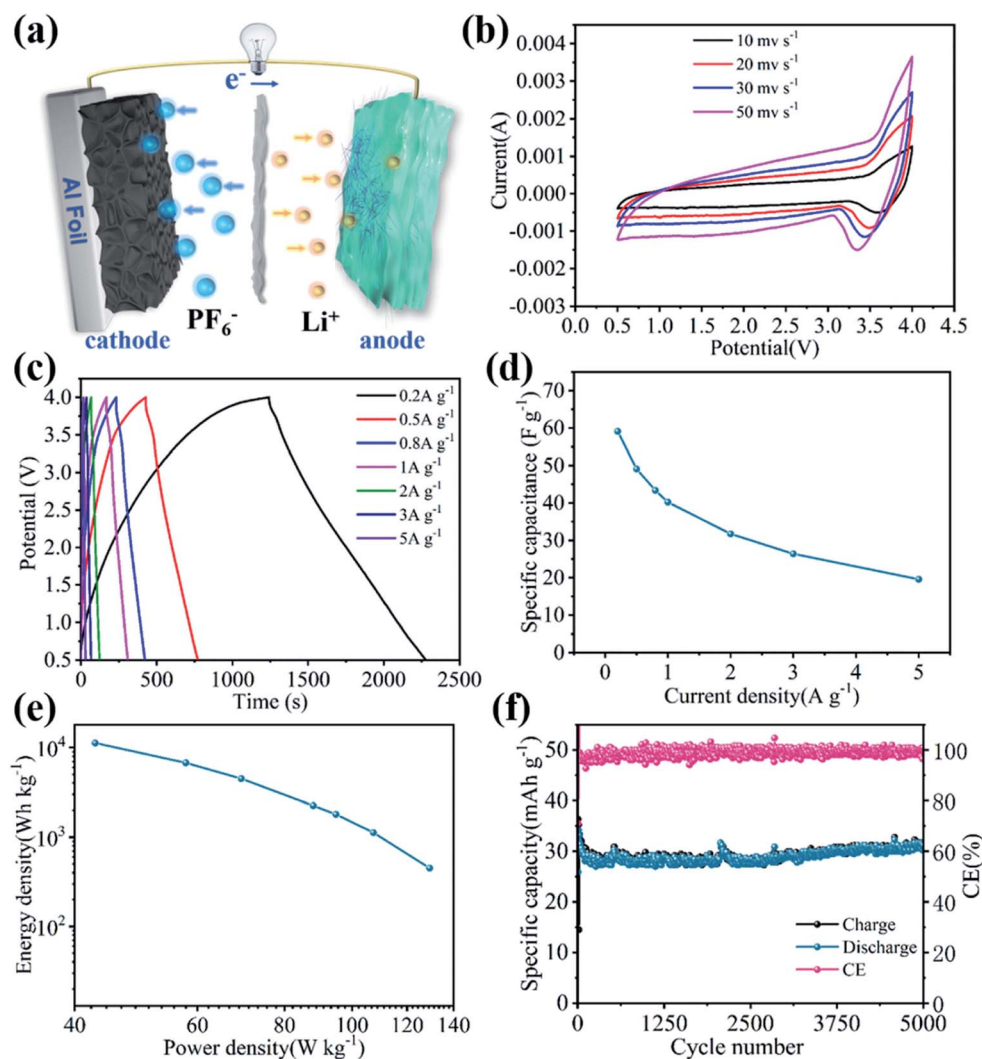 (a)
e⁻
Al Foil
PF₆⁻
Li⁺
cathode
anode
(b)
10 mv s⁻¹
20 mv s⁻¹
30 mv s⁻¹
50 mv s⁻¹
Current(A)
0.004
0.003
0.002
0.001
0.000
-0.001
-0.002
-0.003
0.0 0.5 1.0 1.5 2.0 2.5 3.0 3.5 4.0 4.5
Potential(V)
(c)
0.2A g⁻¹
0.5A g⁻¹
0.8A g⁻¹
1A g⁻¹
2A g⁻¹
3A g⁻¹
5A g⁻¹
Potential (V)
4.0
3.5
3.0
2.5
2.0
1.5
1.0
0.5
0 500 1000 1500 2000 2500
Time (s)
(d)
Specific capacitance (F g⁻¹)
70
60
50
40
30
20
10
0
0 1 2 3 4 5
Current density(A g⁻¹)
(e)
Energy density(Wh kg⁻¹)
10⁴
10³
10²
40 60 80 100 120 140
Power density(W kg⁻¹)
(f)
Specific capacity(mAh g⁻¹)
50
40
30
20
10
0
100
80
60
40
20
0
CE(%)
Charge
Discharge
CE
0 1250 2500 3750 5000
Cycle number